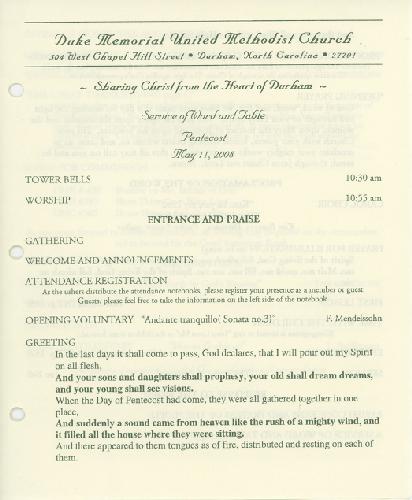 Duke Memorial United Methodist Church
504 West Chapel Hill Street * Durham, North Carolina * 27701
~ Sharing Christ from the Heart of Durham ~
Service of Word and Table
Pentecost
May 11, 2008
TOWER BELLS 10:30 am
WORSHIP 10:55 am
ENTRANCE AND PRAISE
GATHERING
WELCOME AND ANNOUNCEMENTS
ATTENDANCE REGISTRATION
As the ushers distribute the attendance notebooks, please register your presence as a member or guest.
Guests, please feel free to take the information on the left side of the notebook.
OPENING VOLUNTARY "Andante tranquillo[ Sonata no.3]" F. Mendelssohn
GREETING
In the last days it shall come to pass, God declares, that I will pour out my Spirit
on all flesh,
And your sons and daughters shall prophesy, your old shall dream dreams,
and your young shall see visions.
When the Day of Pentecost had come, they were all gathered together in one
place,
And suddenly a sound came from heaven like the rush of a mighty wind, and
it filled all the house where they were sitting.
And there appeared to them tongues as of fire, distributed and resting on each of
them.